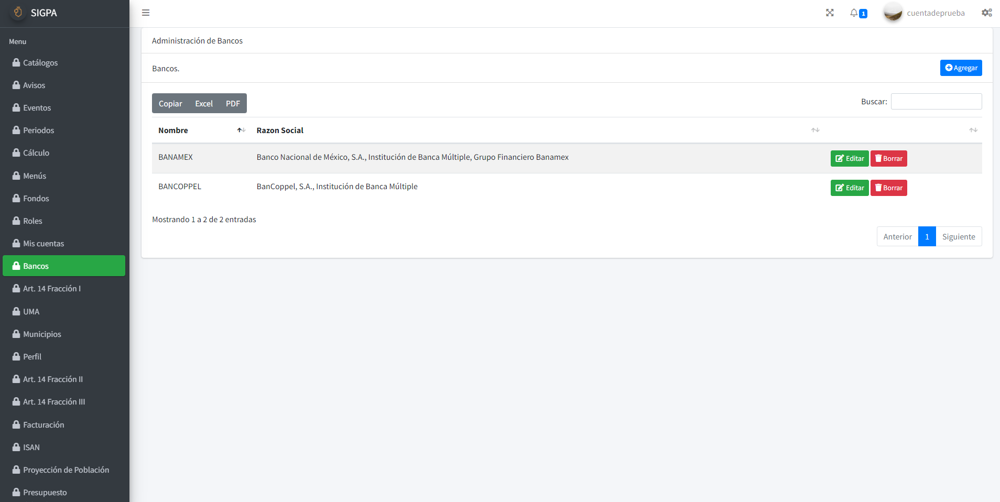 SIGPA
1
cuentadeprueba
Menu
Catálogos
Avisos
Eventos
Periodos
Cálculo
Menús
Fondos
Roles
Mis cuentas
Bancos
Art. 14 Fracción I
UMA
Municipios
Perfil
Art. 14 Fracción II
Art. 14 Fracción III
Facturación
ISAN
Proyección de Población
Presupuesto
Administración de Bancos
Bancos.
Agregar
Copiar Excel PDF
Buscar:
Nombre Razon Social
BANAMEX Banco Nacional de México, S.A., Institución de Banca Múltiple, Grupo Financiero Banamex Editar Borrar
BANCOPPEL BanCoppel, S.A., Institución de Banca Múltiple Editar Borrar
Mostrando 1 a 2 de 2 entradas
Anterior 1 Siguiente